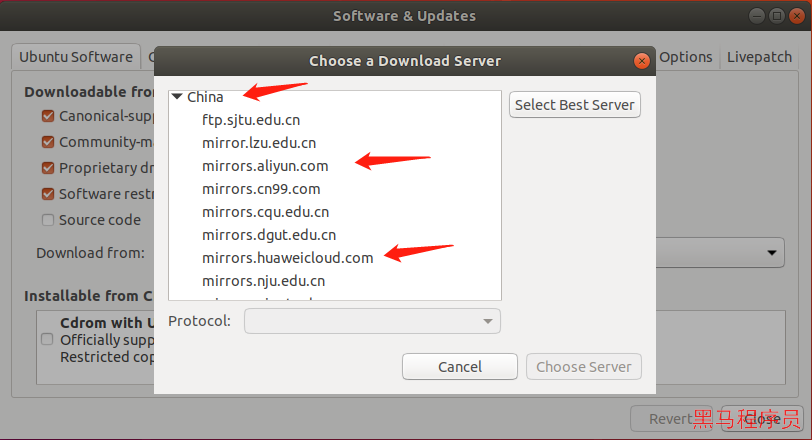 Software & Updates
Ubuntu Software
Options
Livepatch
Downloadable fro
Canonical-supp
Community-ma
Proprietary dr
Software restri
Source code
Download from:
Installable from C
Cdrom with U
Officially supp
Restricted cop
Revert
Close
Choose a Download Server
China
ftp.sjtu.edu.cn
mirror.lzu.edu.cn
mirrors.aliyun.com
mirrors.cn99.com
mirrors.cqu.edu.cn
mirrors.dgut.edu.cn
mirrors.huaweicloud.com
mirrors.nju.edu.cn
Select Best Server
Protocol:
Cancel
Choose Server
黑马程序员